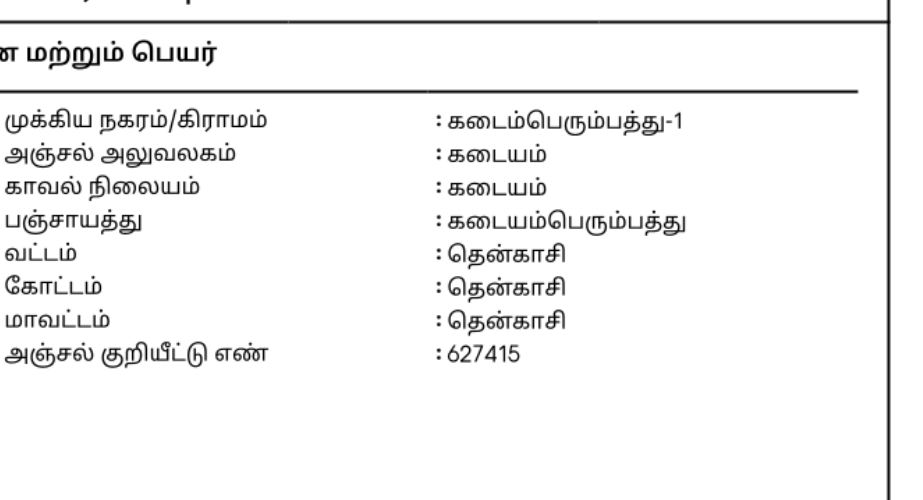 மற்றும் பெயர்
முக்கிய நகரம்/கிராமம் : கடைம்பெரும்பத்து-1
அஞ்சல் அலுவலகம் : கடையம்
காவல் நிலையம் : கடையம்
பஞ்சாயத்து : கடையம்பெரும்பத்து
வட்டம் : தென்காசி
கோட்டம் : தென்காசி
மாவட்டம் : தென்காசி
அஞ்சல் குறியீட்டு எண் : 627415